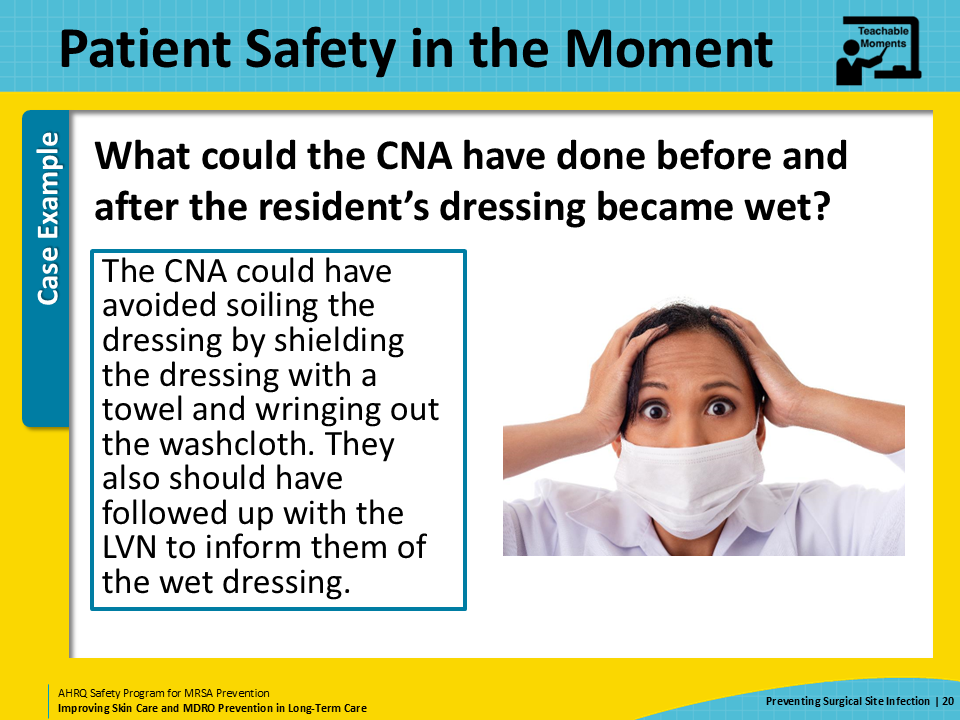 Patient Safety in the Moment
Teachable
Moments
Case Example
What could the CNA have done before and
after the resident’s dressing became wet?
The CNA could have
avoided soiling the
dressing by shielding
the dressing with a
towel and wringing out
the washcloth. They
also should have
followed up with the
LVN to inform them of
the wet dressing.
AHRQ Safety Program for MRSA Prevention
Improving Skin Care and MDRO Prevention in Long-Term Care
Preventing Surgical Site Infection | 20